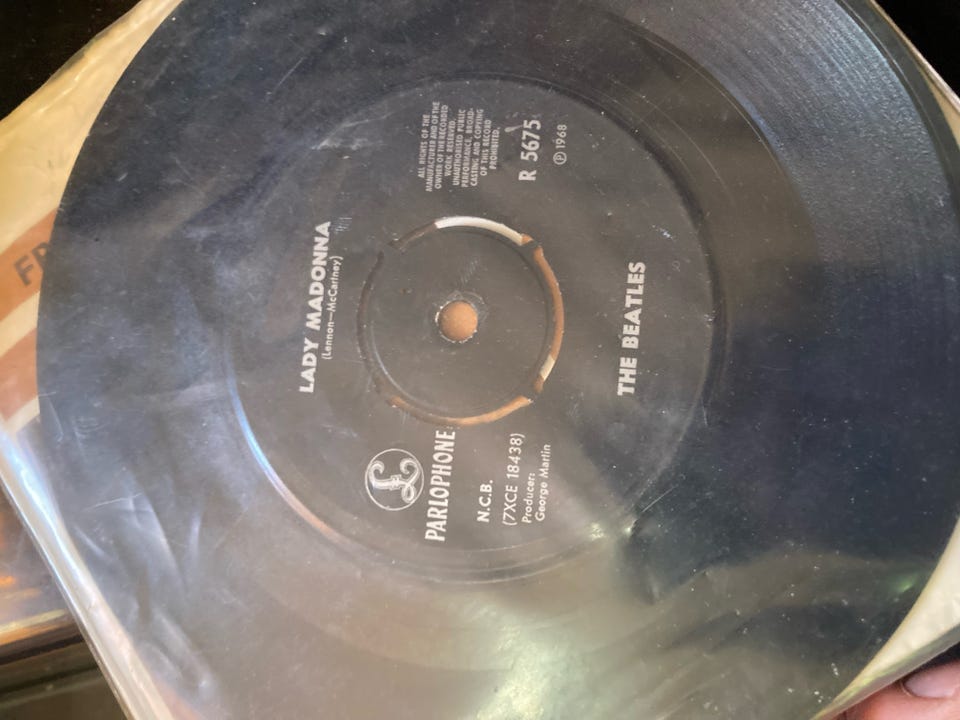 LADY MADONNA
(Lennon—McCartney)
PARLOPHONE
N.C.B.
(7XCE 18438)
Producer:
George Martin
ALL RIGHTS OF THE
MANUFACTURER AND OF THE
OWNER OF THE RECORDED
WORK RESERVED.
UNAUTHORISED PUBLIC
PERFORMANCE, BROAD-
CASTING AND COPYING
OF THIS RECORD
PROHIBITED.
R 5675
℗ 1968
THE BEATLES
FR